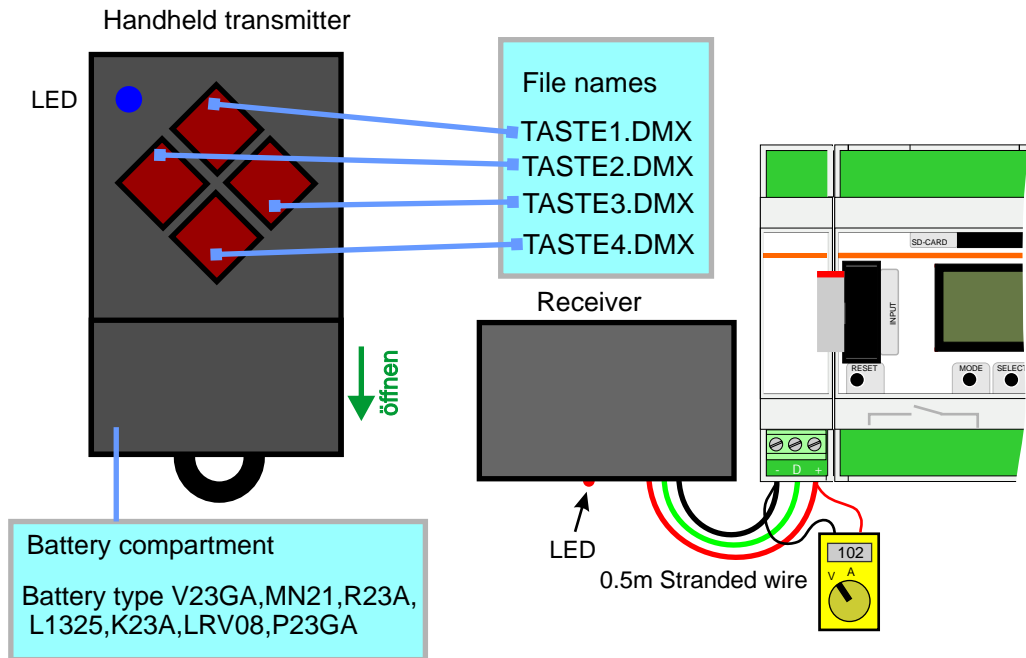 Handheld transmitter
LED
File names
TASTE1.DMX
TASTE2.DMX
TASTE3.DMX
TASTE4.DMX
SD-CARD
INPUT
RESET
MODE
SELECT
Receiver
öffnen
- D +
LED
0.5m Stranded wire
102
V A
Battery compartment
Battery type V23GA,MN21,R23A,
L1325,K23A,LRV08,P23GA